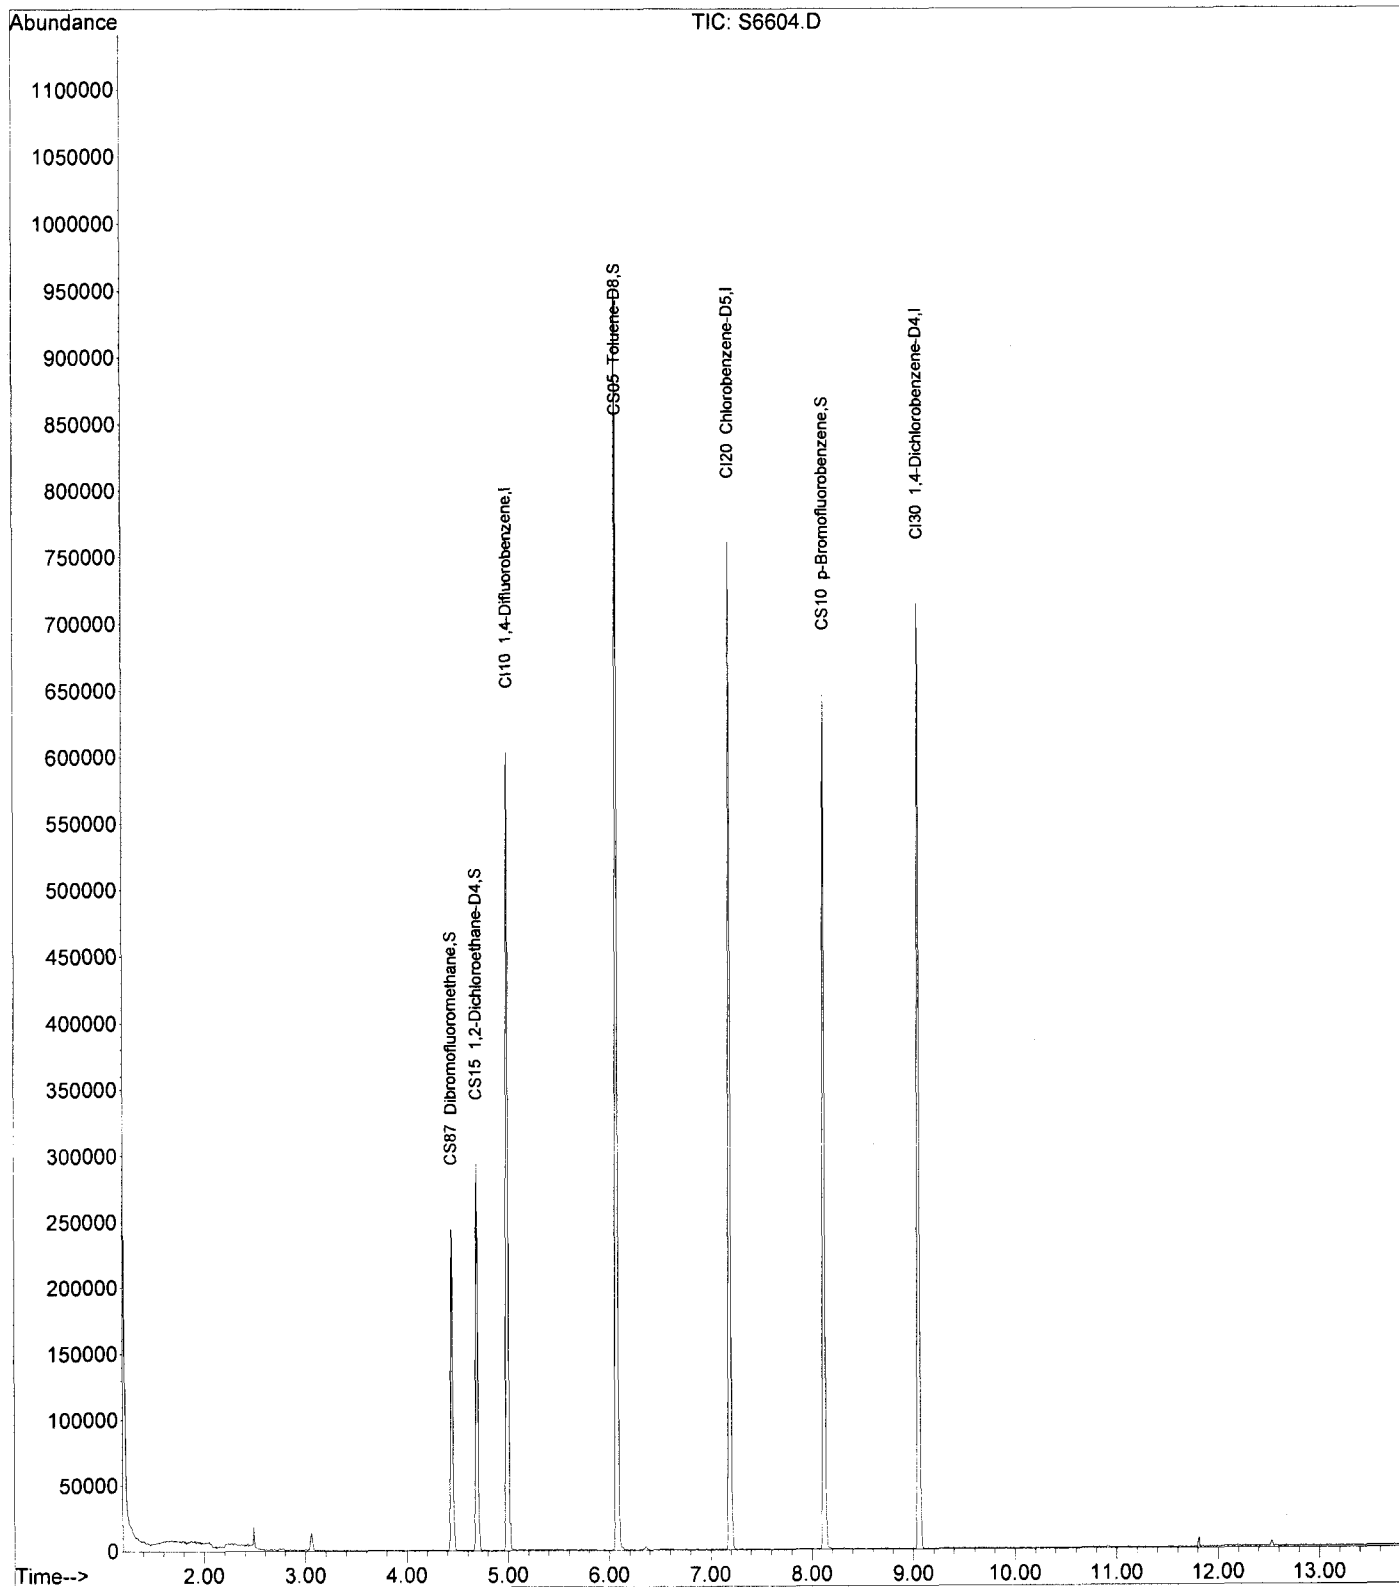 Abundance
TIC: S6604.D
1100000
1050000
1000000
950000
900000
850000
800000
750000
700000
650000
600000
550000
500000
450000
400000
350000
300000
250000
200000
150000
100000
50000
0
CS87 Dibromofluoromethane,S
CS15 1,2-Dichloroethane-D4,S
CI10 1,4-Difluorobenzene,I
CS05 Toluene-D8,S
CI20 Chlorobenzene-D5,I
CS10 p-Bromofluorobenzene,S
CI30 1,4-Dichlorobenzene-D4,I
Time--> 2.00 3.00 4.00 5.00 6.00 7.00 8.00 9.00 10.00 11.00 12.00 13.00